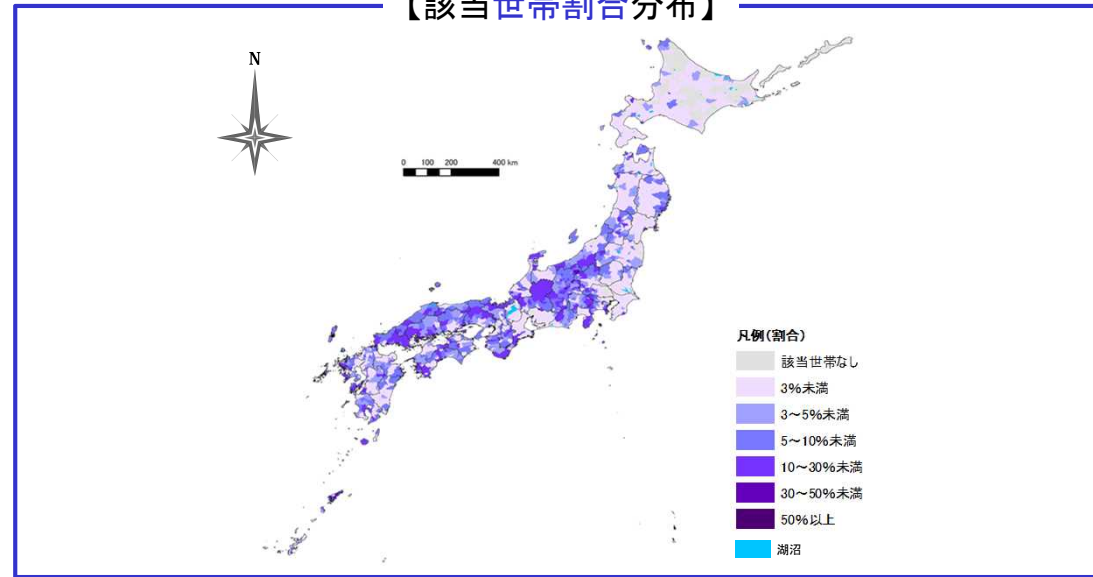 【該当世帯割合分布】
N
0 100 200 400 km
凡例(割合)
該当世帯なし
3%未満
3～5%未満
5～10%未満
10～30%未満
30～50%未満
50%以上
湖沼